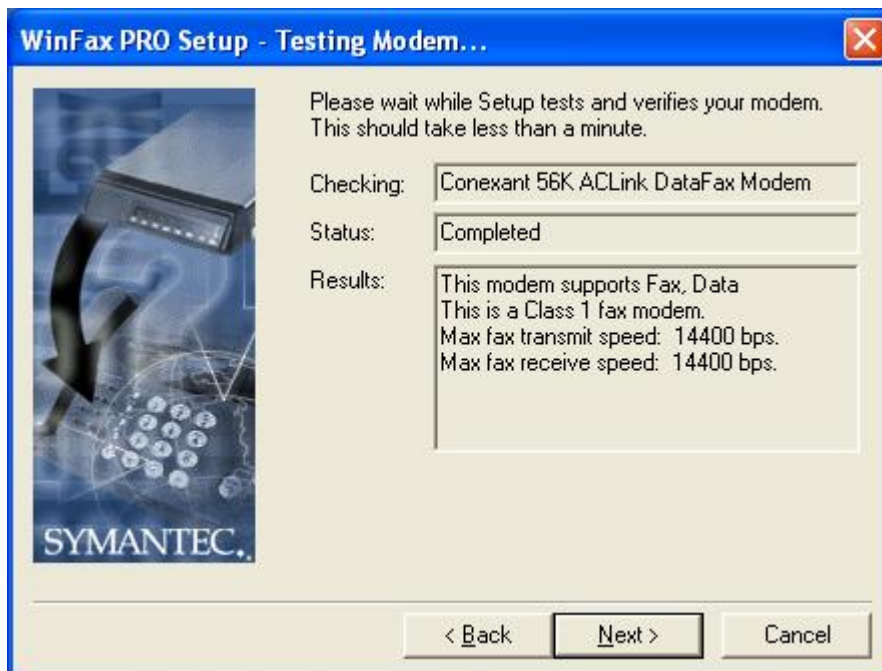 WinFax PRO Setup - Testing Modem...
Please wait while Setup tests and verifies your modem.
This should take less than a minute.
Checking: Conexant 56K ACLink DataFax Modem
Status: Completed
Results: This modem supports Fax, Data
This is a Class 1 fax modem.
Max fax transmit speed: 14400 bps.
Max fax receive speed: 14400 bps.
SYMANTEC.
< Back Next > Cancel